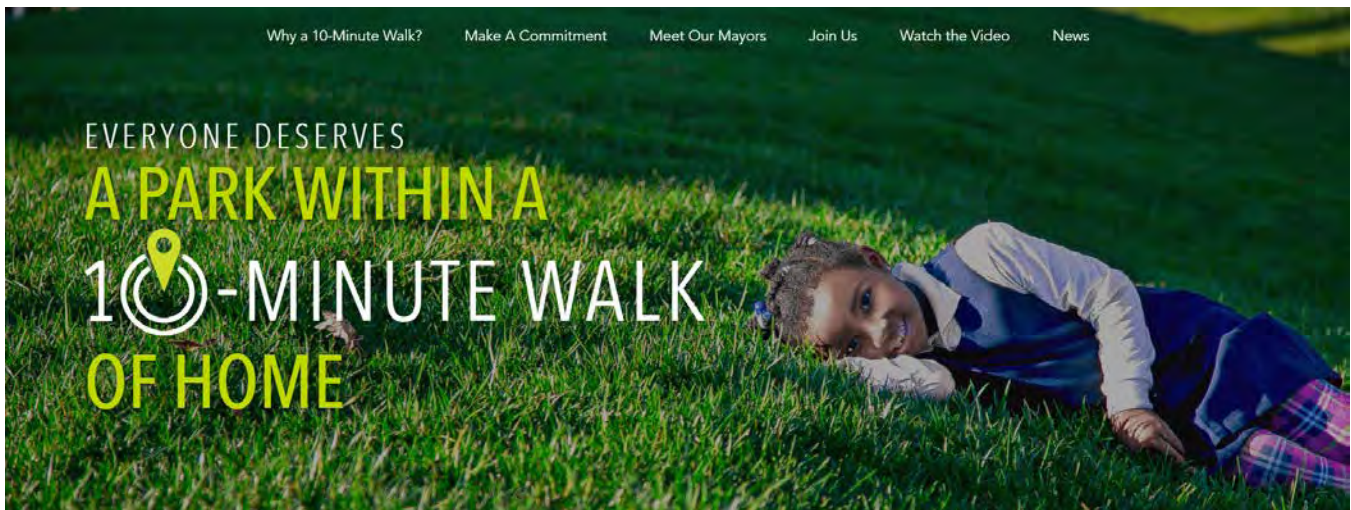 Why a 10-Minute Walk? Make A Commitment Meet Our Mayors Join Us Watch the Video News
EVERYONE DESERVES
A PARK WITHIN A
10-MINUTE WALK
OF HOME